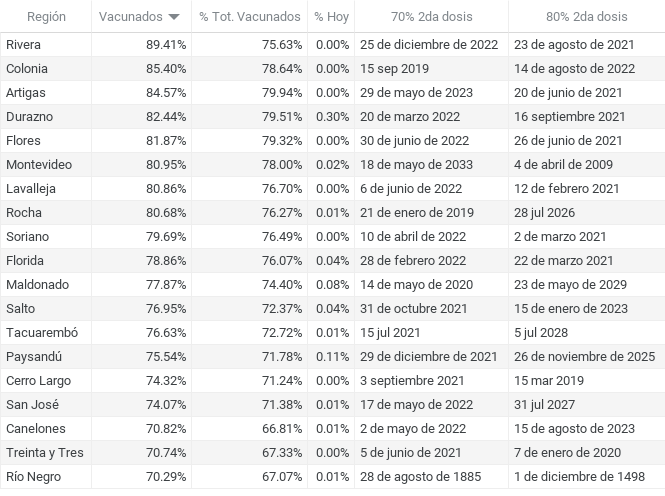 Región Vacunados % Tot. Vacunados % Hoy 70% 2da dosis 80% 2da dosis
Rivera 89.41% 75.63% 0.00% 25 de diciembre de 2022 23 de agosto de 2021
Colonia 85.40% 78.64% 0.00% 15 sep 2019 14 de agosto de 2022
Artigas 84.57% 79.94% 0.00% 29 de mayo de 2023 20 de junio de 2021
Durazno 82.44% 79.51% 0.30% 20 de marzo de 2022 16 septiembre 2021
Flores 81.87% 79.32% 0.00% 30 de junio de 2022 26 de junio de 2021
Montevideo 80.95% 78.00% 0.02% 18 de mayo de 2033 4 de abril de 2009
Lavalleja 80.86% 76.70% 0.00% 6 de junio de 2022 12 de febrero 2021
Rocha 80.68% 76.27% 0.01% 21 de enero de 2019 28 jul 2026
Soriano 79.69% 76.49% 0.00% 10 de abril de 2022 2 de marzo 2021
Florida 78.86% 76.07% 0.04% 28 de febrero 2022 22 de marzo 2021
Maldonado 77.87% 74.40% 0.08% 14 de mayo de 2020 23 de mayo de 2029
Salto 76.95% 72.37% 0.04% 31 de octubre 2021 15 de enero de 2023
Tacuarembó 76.63% 72.72% 0.01% 15 jul 2021 5 jul 2028
Paysandú 75.54% 71.78% 0.11% 29 de diciembre de 2021 26 de noviembre de 2025
Cerro Largo 74.32% 71.24% 0.00% 3 septiembre 2021 15 mar 2019
San José 74.07% 71.38% 0.01% 17 de mayo de 2022 31 jul 2027
Canelones 70.82% 66.81% 0.01% 2 de mayo de 2022 15 de agosto de 2023
Treinta y Tres 70.74% 67.33% 0.00% 5 de junio de 2021 7 de enero de 2020
Río Negro 70.29% 67.07% 0.01% 28 de agosto de 1885 1 de diciembre de 1498